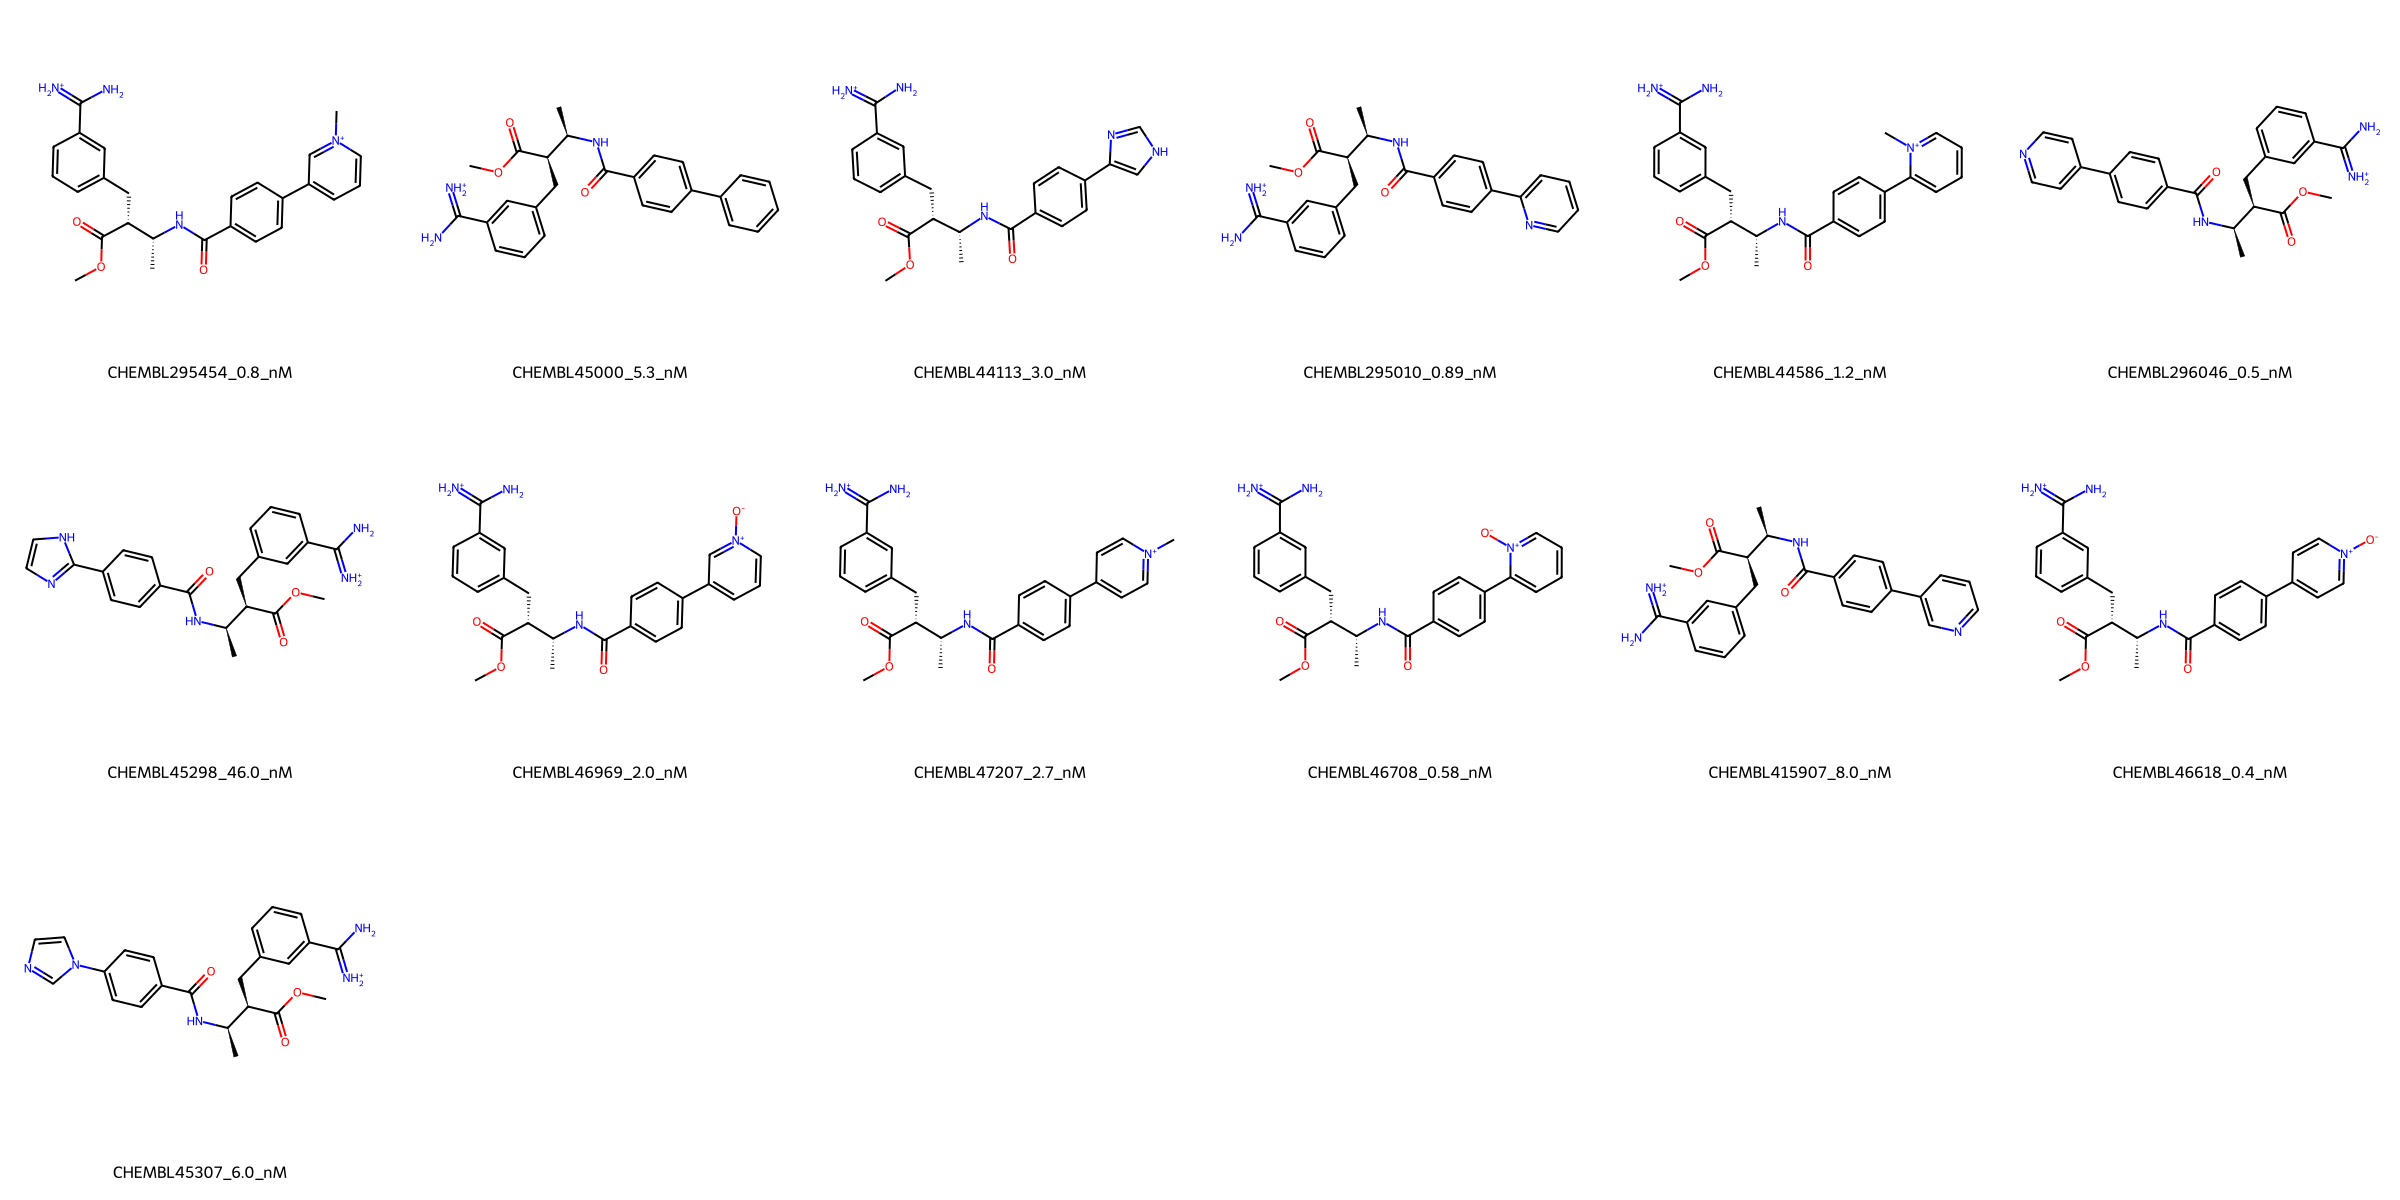 CHEMBL295454_0.8_nM
CHEMBL45000_5.3_nM
CHEMBL44113_3.0_nM
CHEMBL295010_0.89_nM
CHEMBL44586_1.2_nM
CHEMBL296046_0.5_nM
CHEMBL45298_46.0_nM
CHEMBL46969_2.0_nM
CHEMBL47207_2.7_nM
CHEMBL46708_0.58_nM
CHEMBL415907_8.0_nM
CHEMBL46618_0.4_nM
CHEMBL45307_6.0_nM